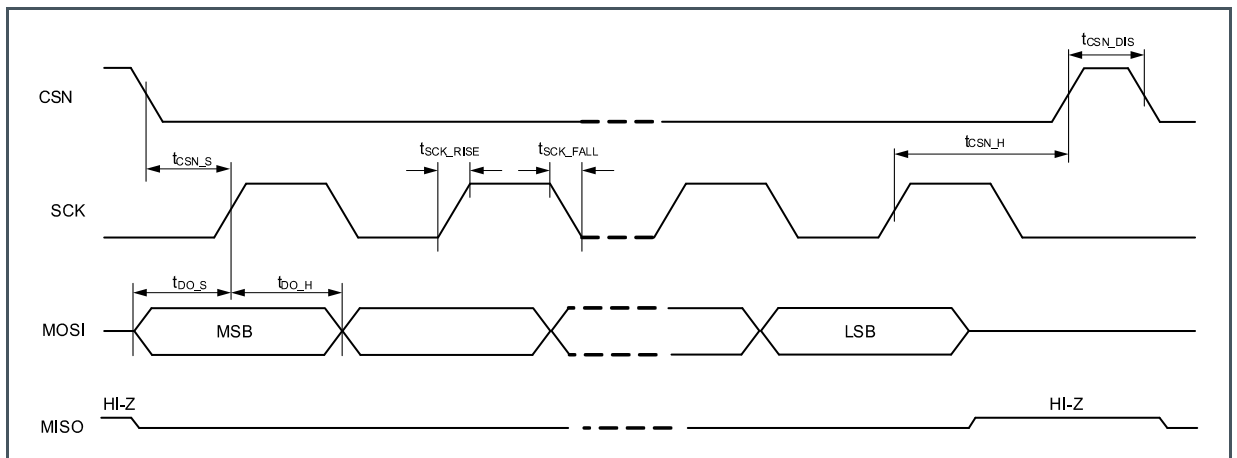 tCSN_DIS
CSN
tCSN_S
tSCK_RISE
tSCK_FALL
tCSN_H
SCK
tDO_S
tDO_H
MOSI
MSB
LSB
HI-Z
HI-Z
MISO